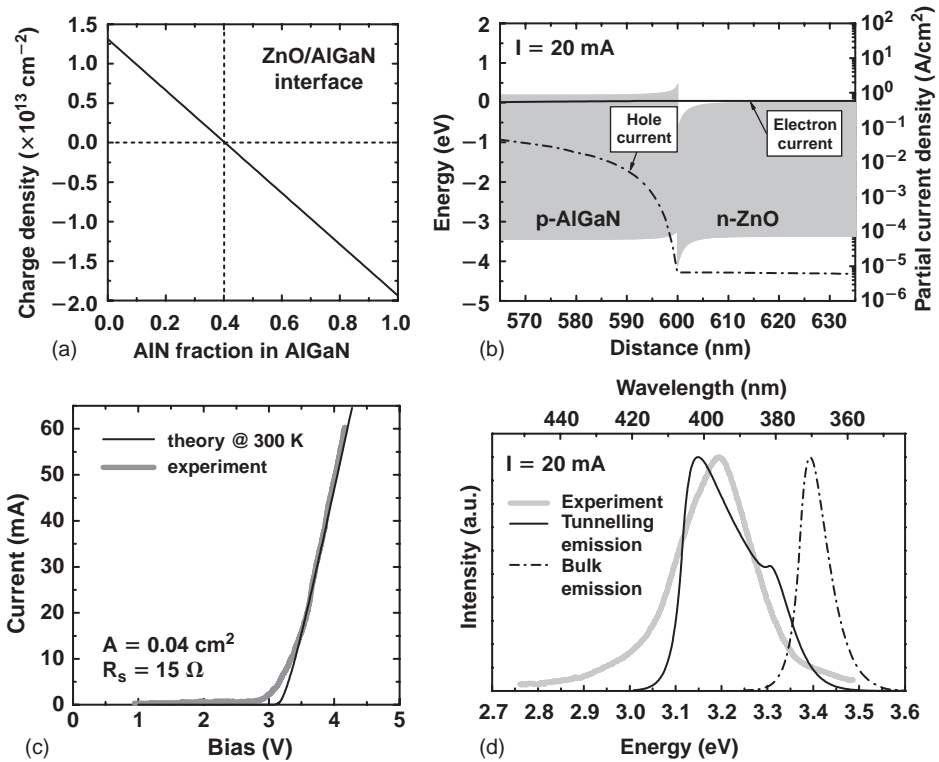 1.5
1.0
0.5
0.0
−0.5
−1.0
−1.5
−2.0
Charge density (×10¹³ cm⁻²)
ZnO/AlGaN
interface
0.0 0.2 0.4 0.6 0.8 1.0
AlN fraction in AlGaN
(a)
2
1
0
−1
−2
−3
−4
−5
Energy (eV)
I = 20 mA
Hole
current
Electron
current
p-AlGaN
n-ZnO
10²
10¹
10⁰
10⁻¹
10⁻²
10⁻³
10⁻⁴
10⁻⁵
10⁻⁶
Partial current density (A/cm²)
570 580 590 600 610 620 630
Distance (nm)
(b)
60
50
40
30
20
10
0
Current (mA)
theory @ 300 K
experiment
A = 0.04 cm²
Rₛ = 15 Ω
0 1 2 3 4 5
Bias (V)
(c)
Wavelength (nm)
440 420 400 380 360
Intensity (a.u.)
I = 20 mA
Experiment
Tunnelling
emission
Bulk
emission
2.7 2.8 2.9 3.0 3.1 3.2 3.3 3.4 3.5 3.6
Energy (eV)
(d)